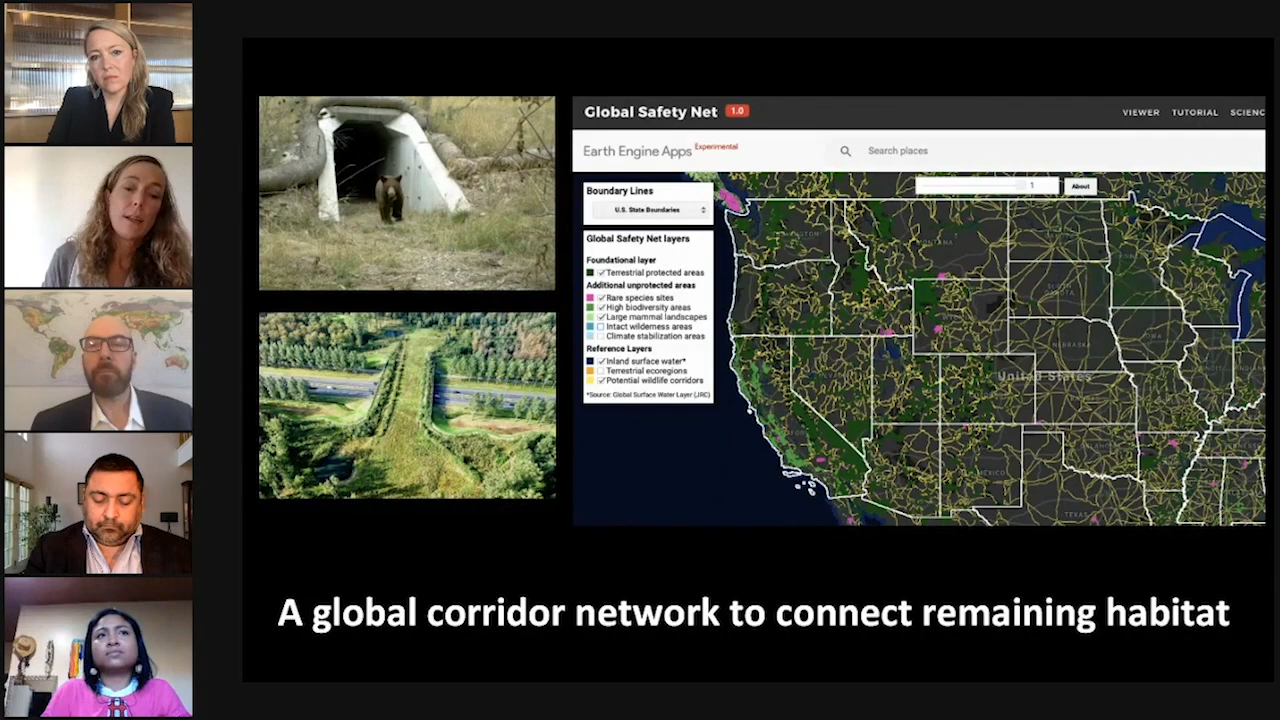 Global Safety Net 1.0
VIEWER TUTORIAL SCIENC
Earth Engine Apps Experimental
Search places
Boundary Lines
1
About
U.S. State Boundaries
Global Safety Net layers
Foundational layer
Terrestrial protected areas
Additional unprotected areas
Rare species sites
High biodiversity areas
Large mammal landscapes
Intact wilderness areas
Climate stabilization areas
Reference Layers
Inland surface water*
Terrestrial ecoregions
Potential wildlife corridors
*Source: Global Surface Water Layer (JRC)
United States
TEXAS
A global corridor network to connect remaining habitat